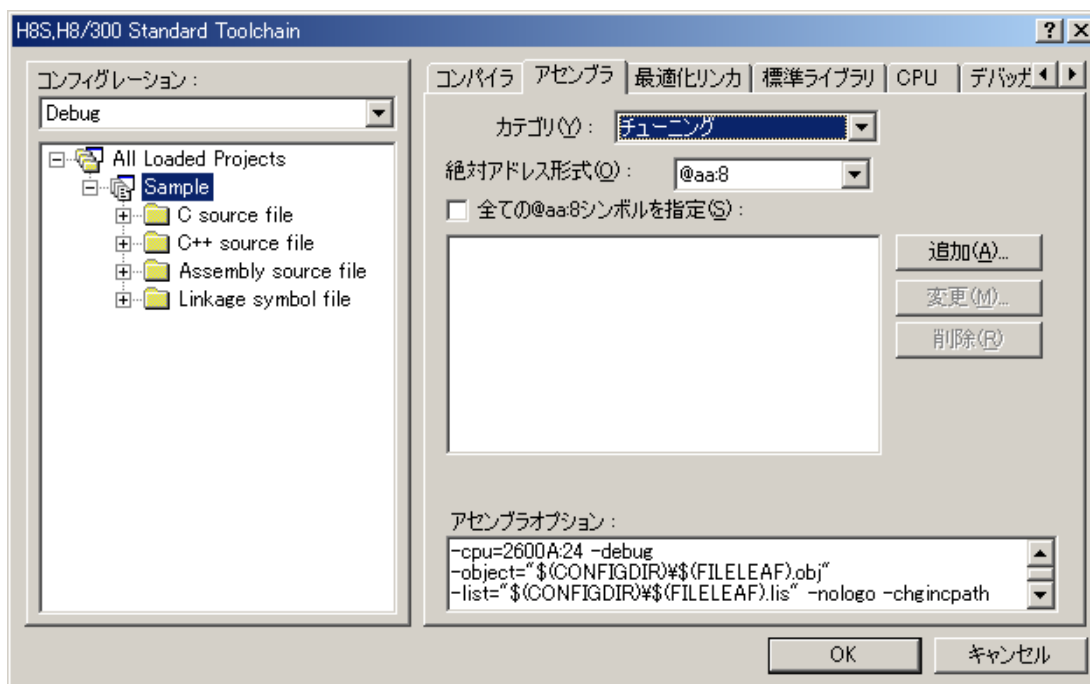 H8S,H8/300 Standard Toolchain
コンフィグレーション :
Debug
All Loaded Projects
Sample
C source file
C++ source file
Assembly source file
Linkage symbol file
コンパイラ アセンブラ 最適化リンカ 標準ライブラリ CPU デバッガ
カテゴリ(Y) : チューニング
絶対アドレス形式(O) : @aa:8
全ての@aa:8シンボルを指定(S) :
追加(A)...
変更(M)...
削除(R)
アセンブラオプション :
-cpu=2600A:24 -debug
-object="$(CONFIGDIR)¥$(FILELEAF).obj"
-list="$(CONFIGDIR)¥$(FILELEAF).lis" -nologo -chgincpath
OK キャンセル